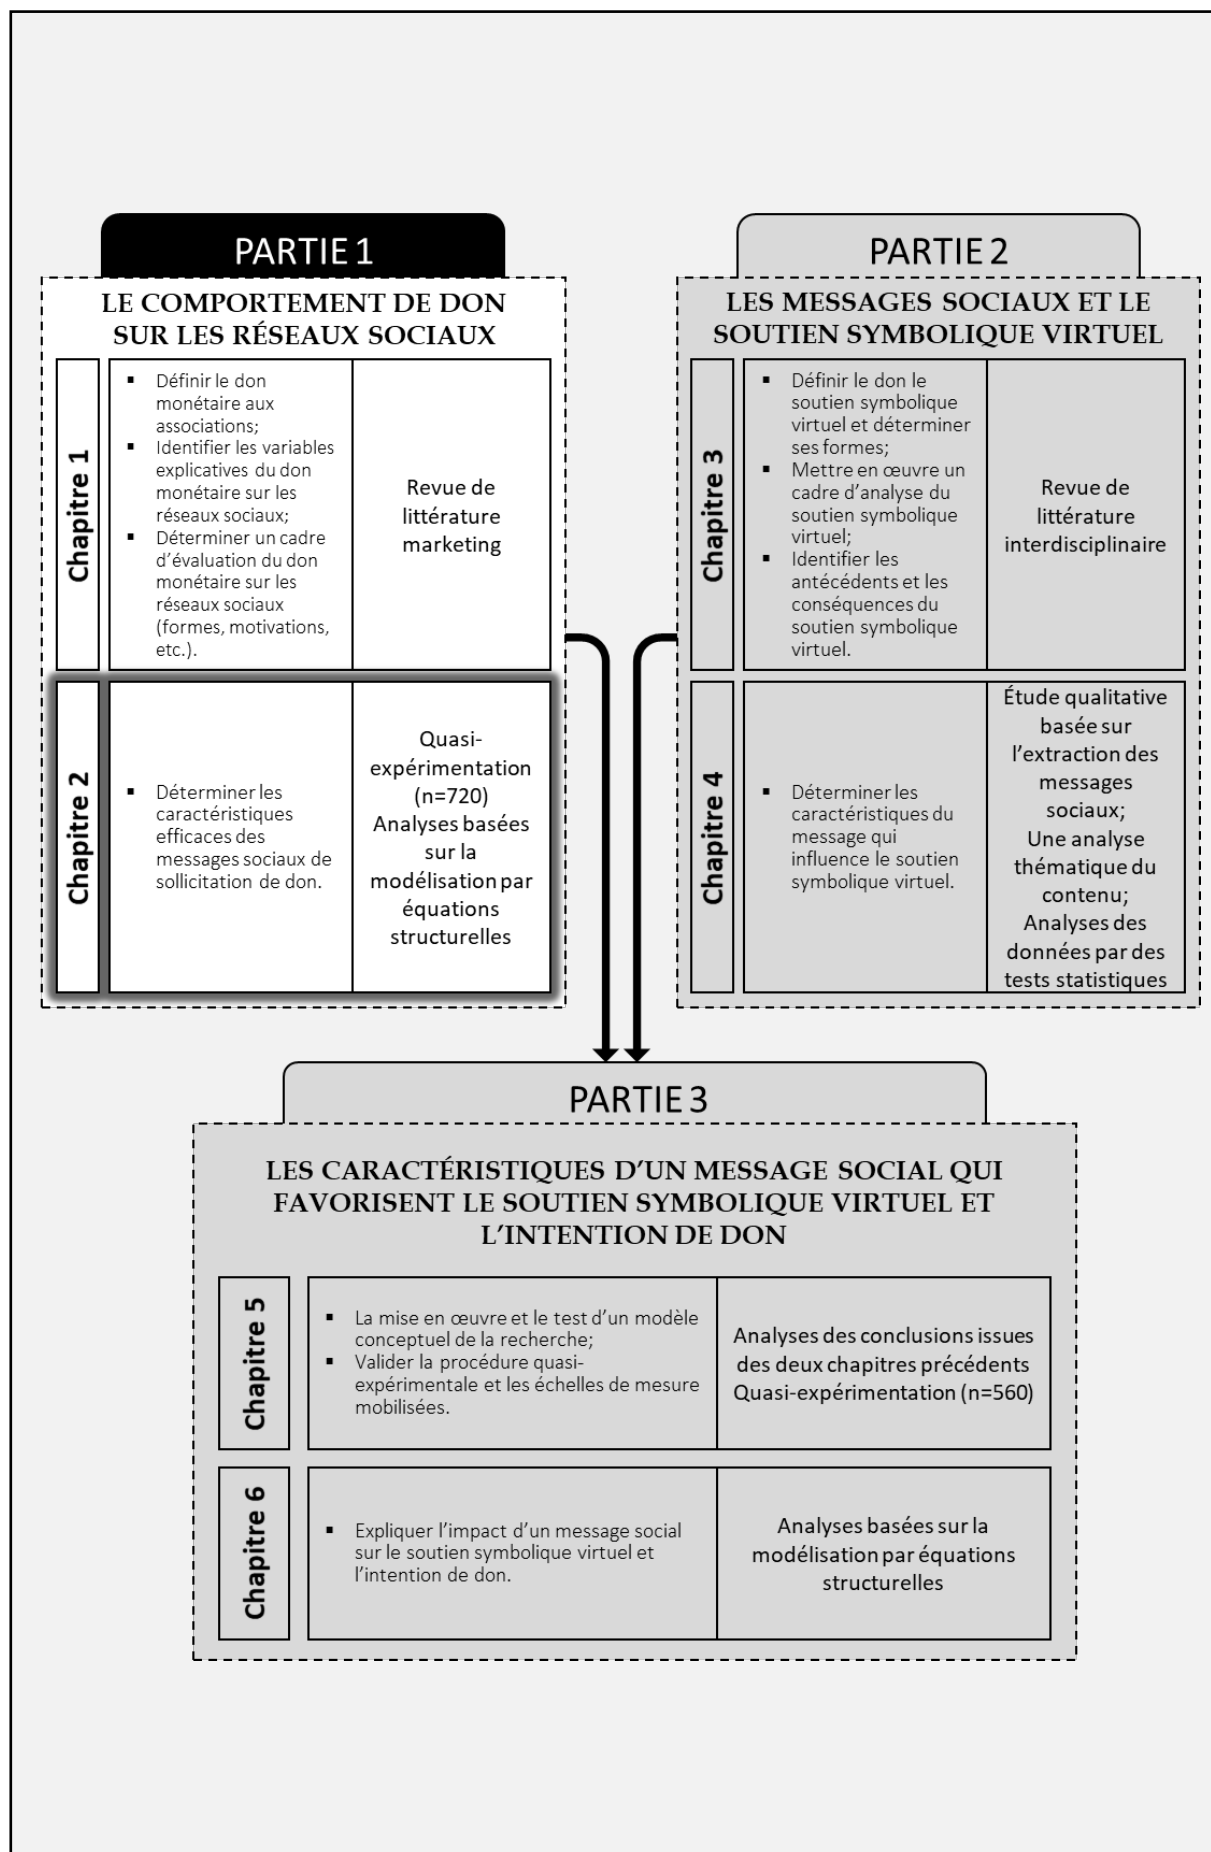 PARTIE 1
LE COMPORTEMENT DE DON
SUR LES RÉSEAUX SOCIAUX
Chapitre 1
▪ Définir le don
monétaire aux
associations;
▪ Identifier les variables
explicatives du don
monétaire sur les
réseaux sociaux;
▪ Déterminer un cadre
d’évaluation du don
monétaire sur les
réseaux sociaux
(formes, motivations,
etc.).
Revue de
littérature
marketing
Chapitre 2
▪ Déterminer les
caractéristiques
efficaces des
messages sociaux de
sollicitation de don.
Quasi-
expérimentation
(n=720)
Analyses basées
sur la
modélisation par
équations
structurelles
PARTIE 2
LES MESSAGES SOCIAUX ET LE
SOUTIEN SYMBOLIQUE VIRTUEL
Chapitre 3
▪ Définir le don le
soutien symbolique
virtuel et déterminer
ses formes;
▪ Mettre en œuvre un
cadre d’analyse du
soutien symbolique
virtuel;
▪ Identifier les
antécédents et les
conséquences du
soutien symbolique
virtuel.
Revue de
littérature
interdisciplinaire
Chapitre 4
▪ Déterminer les
caractéristiques du
message qui
influence le soutien
symbolique virtuel.
Étude qualitative
basée sur
l’extraction des
messages
sociaux;
Une analyse
thématique du
contenu;
Analyses des
données par des
tests statistiques
PARTIE 3
LES CARACTÉRISTIQUES D’UN MESSAGE SOCIAL QUI
FAVORISENT LE SOUTIEN SYMBOLIQUE VIRTUEL ET
L’INTENTION DE DON
Chapitre 5
▪ La mise en œuvre et le test d’un modèle
conceptuel de la recherche;
▪ Valider la procédure quasi-
expérimentale et les échelles de mesure
mobilisées.
Analyses des conclusions issues
des deux chapitres précédents
Quasi-expérimentation (n=560)
Chapitre 6
▪ Expliquer l’impact d’un message social
sur le soutien symbolique virtuel et
l’intention de don.
Analyses basées sur la
modélisation par équations
structurelles